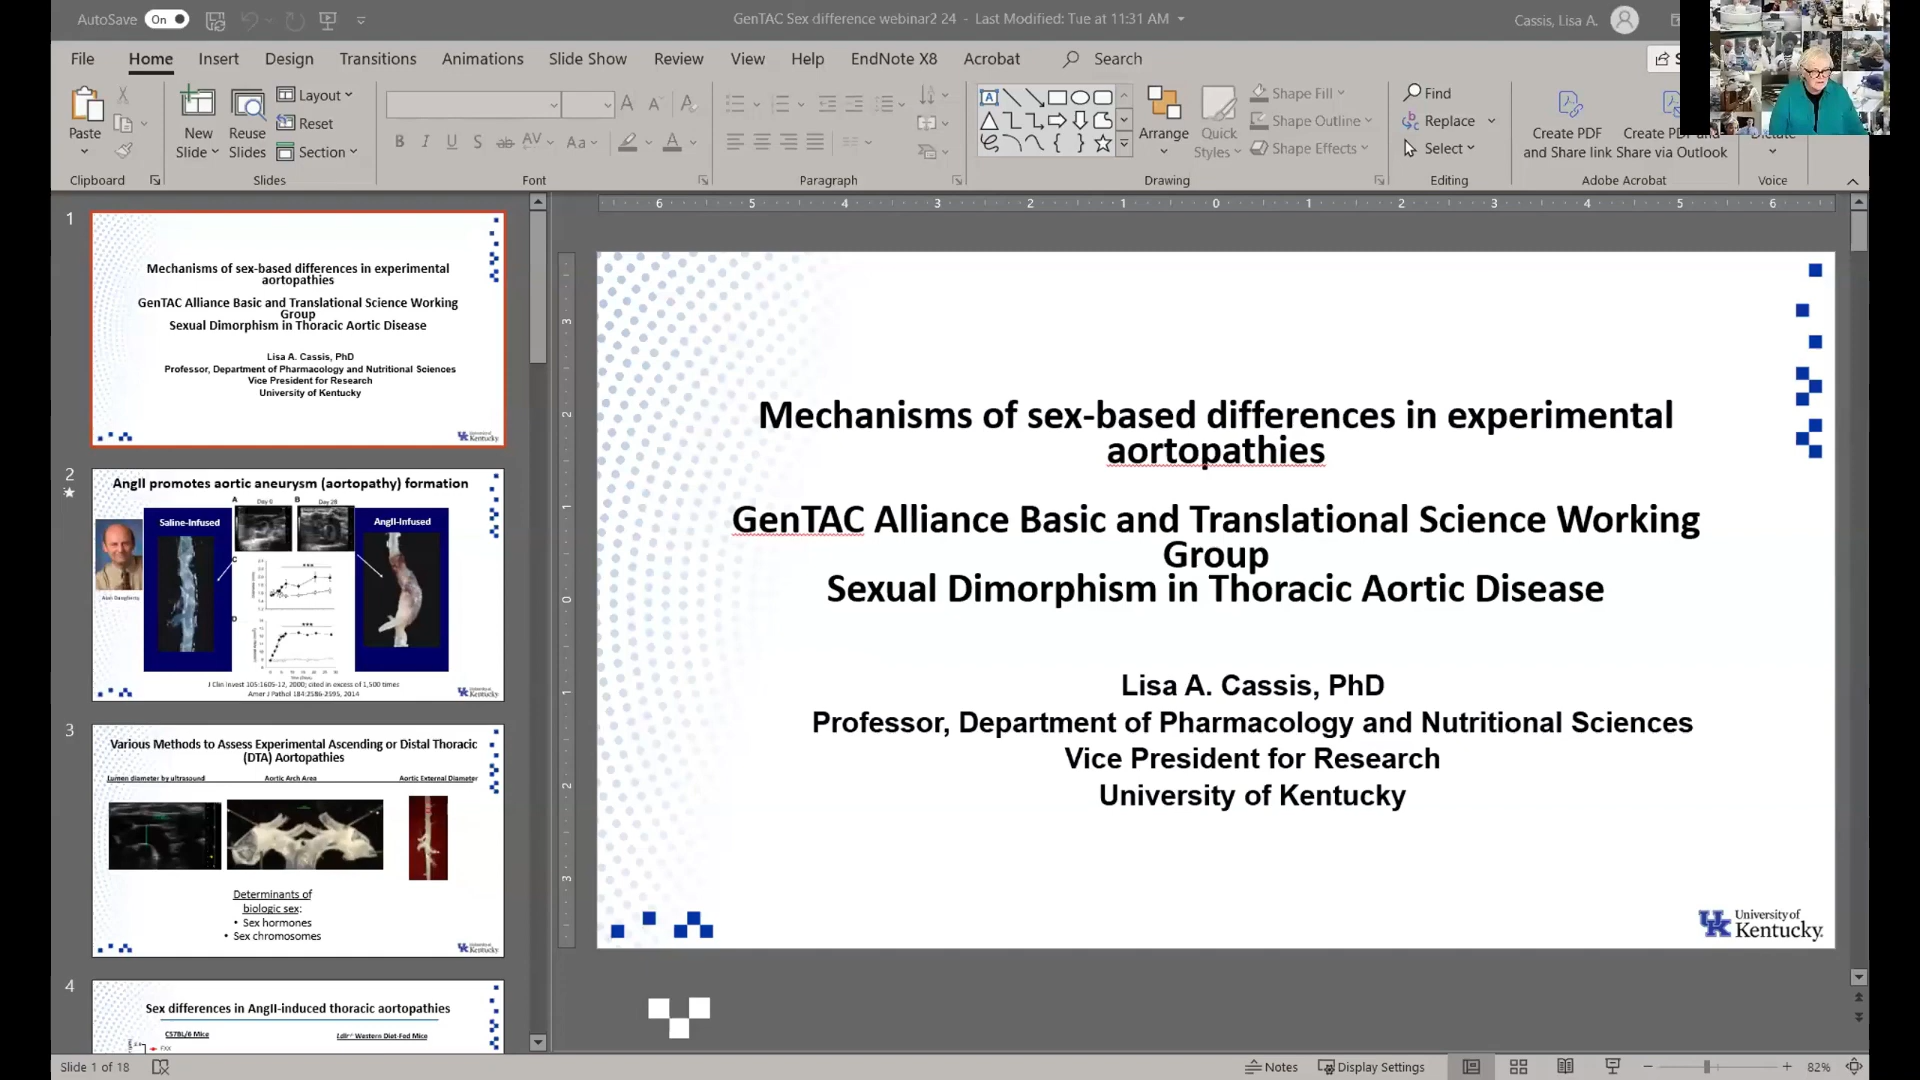 AutoSave
On
GenTAC Sex difference webinar2 24 - Last Modified: Tue at 11:31 AM
Cassis, Lisa A.
File Home Insert Design Transitions Animations Slide Show Review View Help EndNote X8 Acrobat Search
Paste
New
Slide
Reuse
Slides
Layout
Reset
Section
Shape Fill
Shape Outline
Shape Effects
Arrange
Quick
Styles
Find
Replace
Select
Create PDF
and Share link
Create PDF and
Share via Outlook
Clipboard Slides Font Paragraph Drawing Editing Adobe Acrobat Voice
1
Mechanisms of sex-based differences in experimental
aortopathies
GenTAC Alliance Basic and Translational Science Working
Group
Sexual Dimorphism in Thoracic Aortic Disease
Lisa A. Cassis, PhD
Professor, Department of Pharmacology and Nutritional Sciences
Vice President for Research
University of Kentucky
2
AngII promotes aortic aneurysm (aortopathy) formation
A Day 0 B Day 28
Saline-Infused
AngII-Infused
J Clin Invest 105:1605-12, 2000; cited in excess of 1,500 times
Amer J Pathol 184:2586-2595, 2014
3
Various Methods to Assess Experimental Ascending or Distal Thoracic
(DTA) Aortopathies
Lumen diameter by ultrasound Aortic Arch Area Aortic External Diameter
Determinants of
biologic sex:
• Sex hormones
• Sex chromosomes
4
Sex differences in AngII-induced thoracic aortopathies
C57BL/6 Mice
Ldlr-/- Western Diet-Fed Mice
Mechanisms of sex-based differences in experimental
aortopathies
GenTAC Alliance Basic and Translational Science Working
Group
Sexual Dimorphism in Thoracic Aortic Disease
Lisa A. Cassis, PhD
Professor, Department of Pharmacology and Nutritional Sciences
Vice President for Research
University of Kentucky
University of
Kentucky.
Slide 1 of 18
Notes
Display Settings
82%